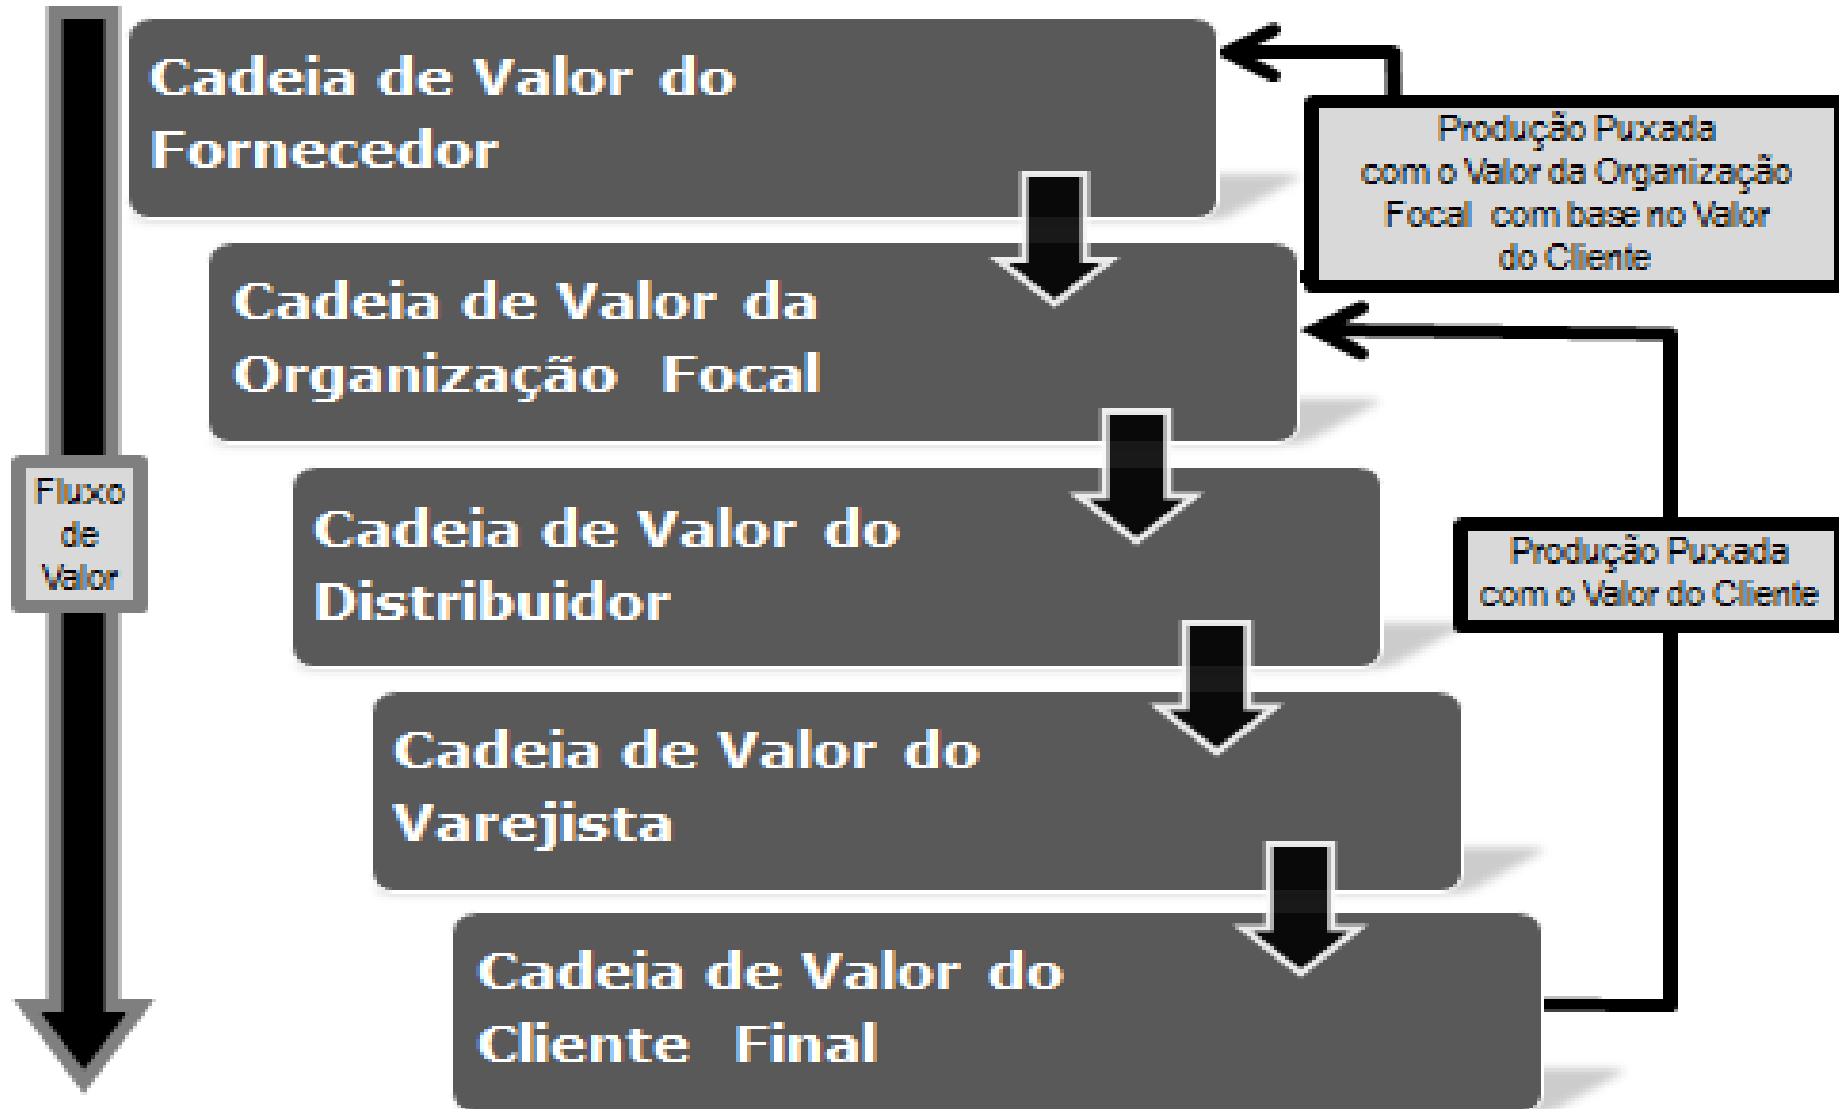 Cadeia de Valor do
Fornecedor
Produção Puxada
com o Valor da Organização
Focal com base no Valor
do Cliente
Cadeia de Valor da
Organização Focal
Fluxo
de
Valor
Cadeia de Valor do
Distribuidor
Produção Puxada
com o Valor do Cliente
Cadeia de Valor do
Varejista
Cadeia de Valor do
Cliente Final